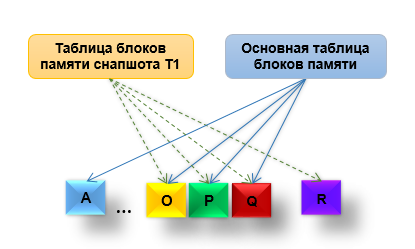 Таблица блоков
памяти снапшота T1
Основная таблица
блоков памяти
A ... O P Q R